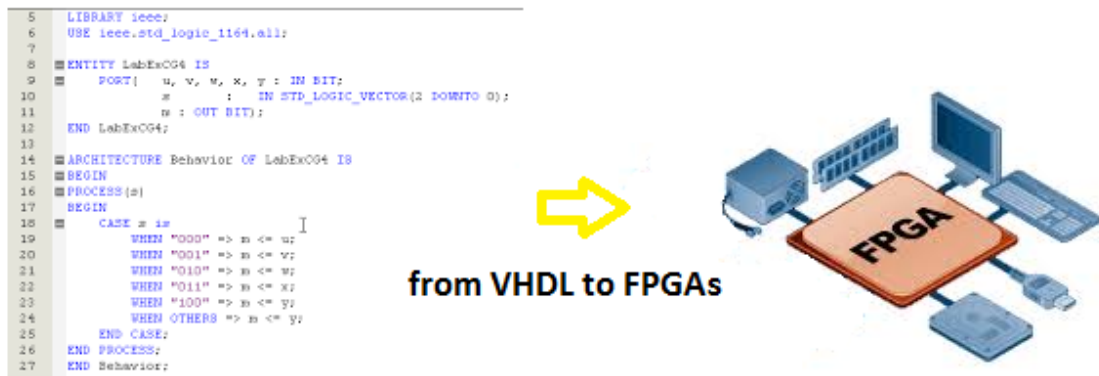 5 LIBRARY ieee;
6 USE ieee.std_logic_1164.all;
7
8 ENTITY LabExCG4 IS
9 PORT( u, v, w, x, y : IN BIT;
10 s : IN STD_LOGIC_VECTOR(2 DOWNTO 0);
11 m : OUT BIT);
12 END LabExCG4;
13
14 ARCHITECTURE Behavior OF LabExCG4 IS
15 BEGIN
16 PROCESS(s)
17 BEGIN
18 CASE s is
19 WHEN "000" => m <= u;
20 WHEN "001" => m <= v;
21 WHEN "010" => m <= w;
22 WHEN "011" => m <= x;
23 WHEN "100" => m <= y;
24 WHEN OTHERS => m <= y;
25 END CASE;
26 END PROCESS;
27 END Behavior;
from VHDL to FPGAs
FPGA